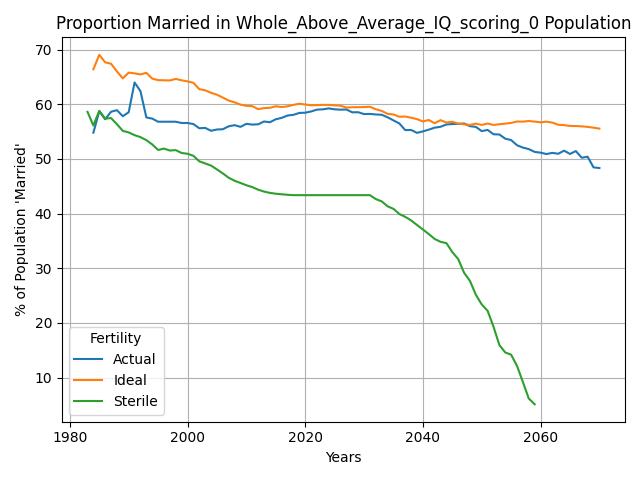 Proportion Married in Whole_Above_Average_IQ_scoring_0 Population
% of Population 'Married'
70
60
50
40
30
20
10
Fertility
Actual
Ideal
Sterile
1980 2000 2020 2040 2060
Years